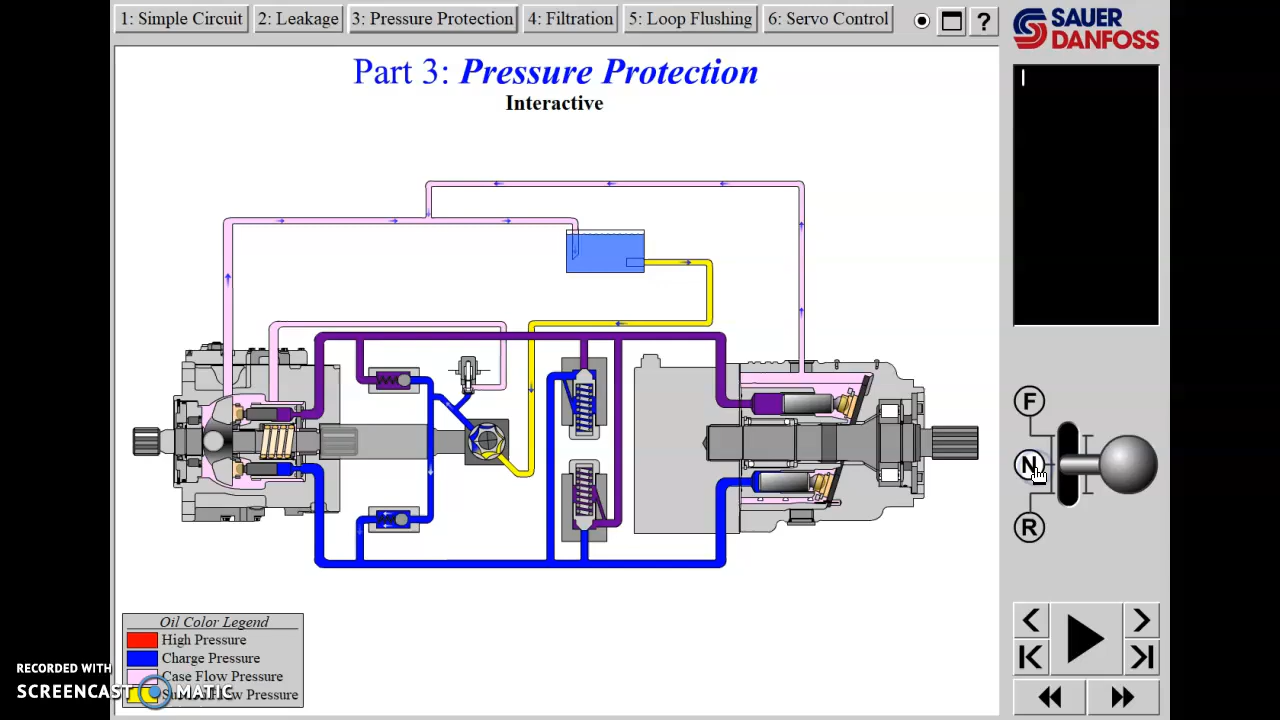 1: Simple Circuit 2: Leakage 3: Pressure Protection 4: Filtration 5: Loop Flushing 6: Servo Control ?
SAUER
DANFOSS
Part 3: Pressure Protection
Interactive
F
N
R
Oil Color Legend
High Pressure
Charge Pressure
Case Flow Pressure
RECORDED WITH
SCREENCAST MATIC
Pressure